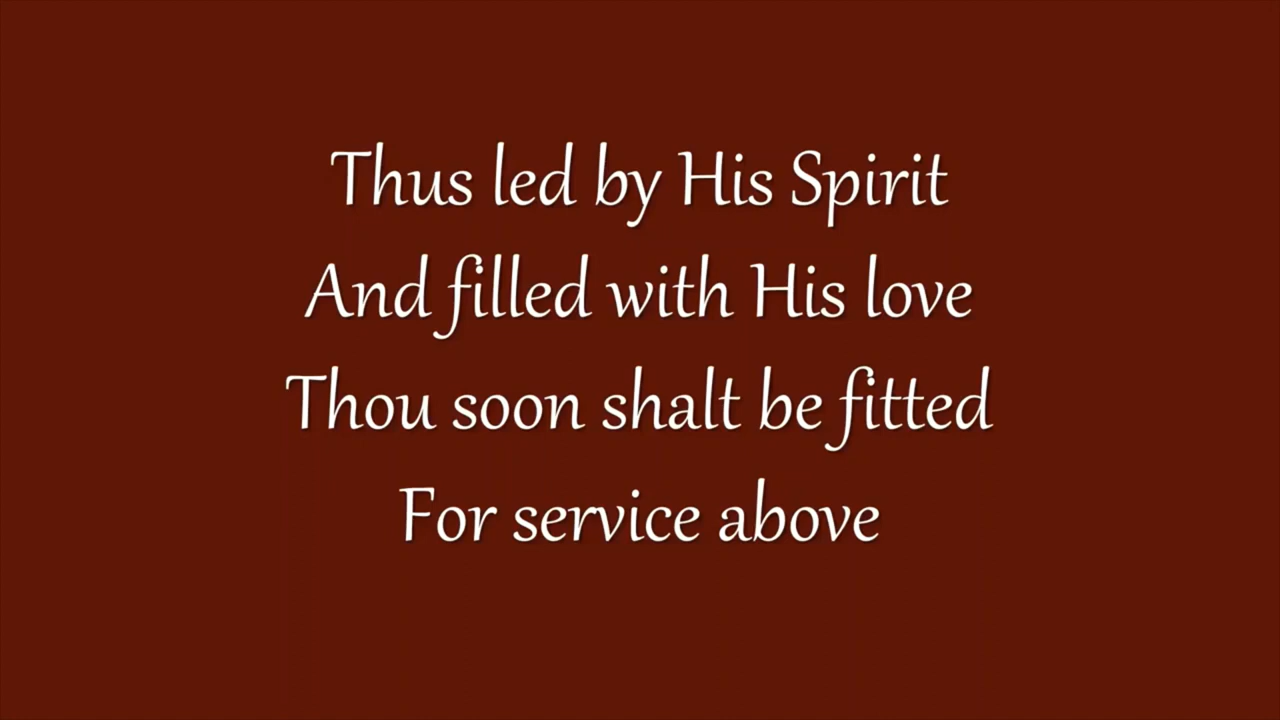 Thus led by His Spirit
And filled with His love
Thou soon shalt be fitted
For service above